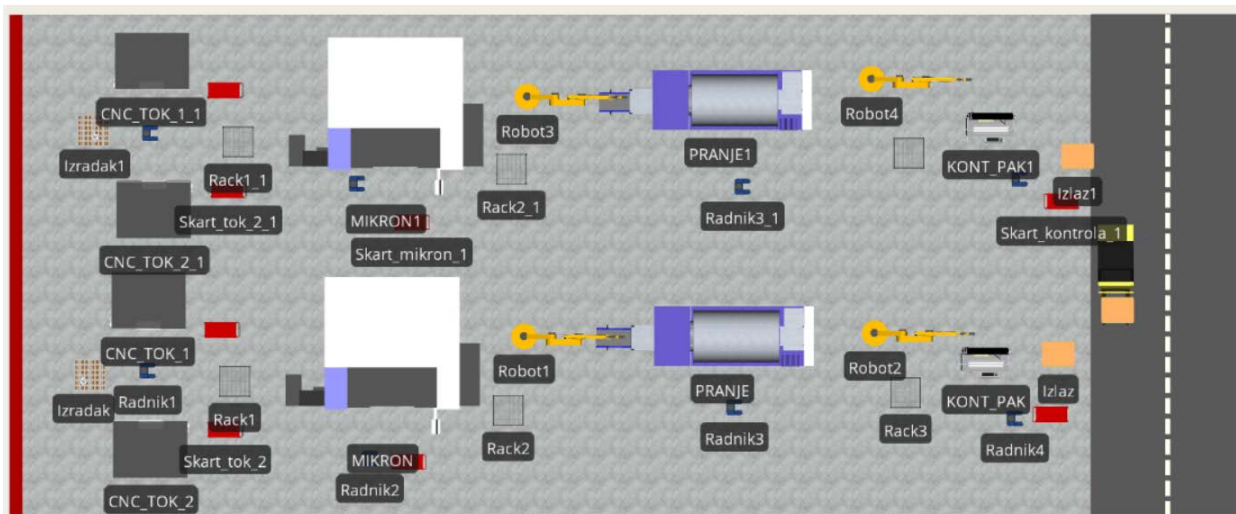 CNC_TOK_1_1
Robot3
Robot4
Izradak1
Rack1_1
PRANJE1
KONT_PAK1
Rack2_1
Izlaz1
Skart_tok_2_1
MIKRON1
Radnik3_1
Skart_kontrola_1
Skart_mikron_1
CNC_TOK_2_1
CNC_TOK_1
Robot1
Robot2
Izradak
Radnik1
Rack1
PRANJE
KONT_PAK
Izlaz
Rack2
Rack3
Radnik3
Radnik4
Skart_tok_2
MIKRON
Radnik2
CNC_TOK_2